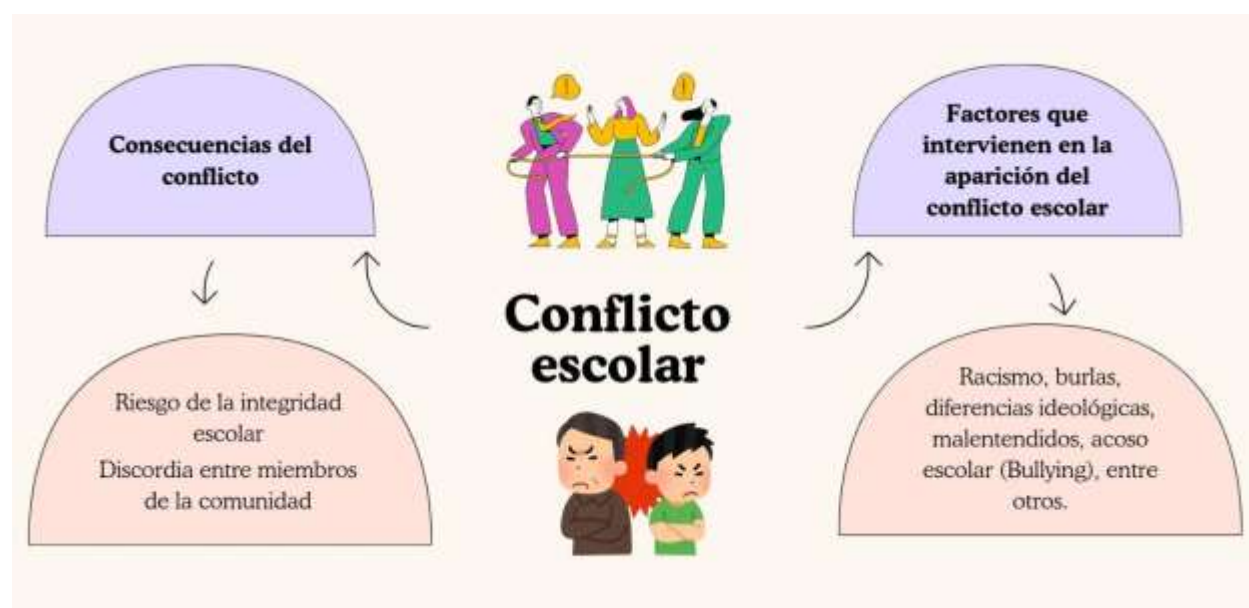 Consecuencias del
conflicto
Riesgo de la integridad
escolar
Discordia entre miembros
de la comunidad
Conflicto
escolar
Factores que
intervienen en la
aparición del
conflicto escolar
Racismo, burlas,
diferencias ideológicas,
malentendidos, acoso
escolar (Bullying), entre
otros.